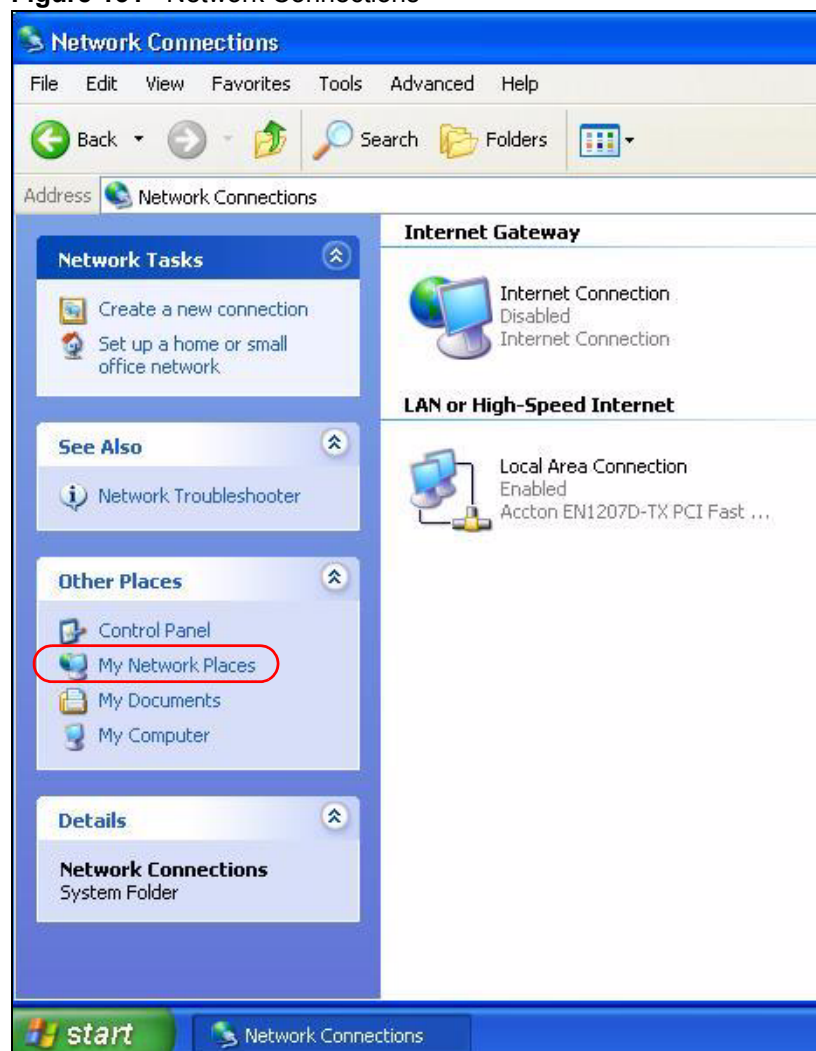 Network Connections
File Edit View Favorites Tools Advanced Help
Back Search Folders
Address Network Connections
Network Tasks
Create a new connection
Set up a home or small
office network
See Also
Network Troubleshooter
Other Places
Control Panel
My Network Places
My Documents
My Computer
Details
Network Connections
System Folder
Internet Gateway
Internet Connection
Disabled
Internet Connection
LAN or High-Speed Internet
Local Area Connection
Enabled
Accton EN1207D-TX PCI Fast ...
start Network Connections